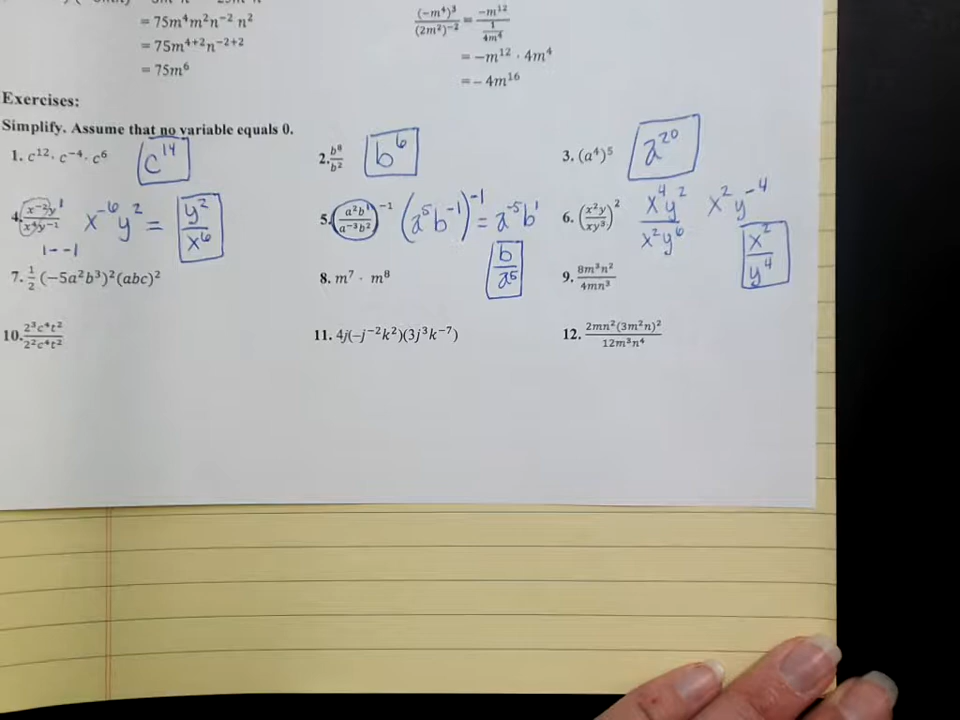 = 75m⁴m²n⁻² n²
= 75m⁴⁺²n⁻²⁺²
= 75m⁶
(-m⁴)³/(2m²)⁻² = -m¹²/(1/4m⁴)
= -m¹² · 4m⁴
= - 4m¹⁶
Exercises:
Simplify. Assume that no variable equals 0.
1. c¹² · c⁻⁴ · c⁶ c¹⁴
2. b⁸/b² b⁶
3. (a⁴)⁵ a²⁰
4. x⁻²y¹/x⁴y⁻¹ x⁻⁶y² = y²/x⁶
1 - -1
5. (a²b¹/a⁻³b²)⁻¹ (a⁵b⁻¹)⁻¹ = a⁻⁵b¹
b/a⁵
6. (x²y/xy³)² x⁴y²/x²y⁶ x²y⁻⁴
x²/y⁴
7. 1/2 (-5a²b³)²(abc)²
8. m⁷ · m⁸
9. 8m³n²/4mn³
10. 2³c⁴t²/2²c⁴t²
11. 4j(-j⁻²k²)(3j³k⁻⁷)
12. 2mn²(3m²n)²/12m³n⁴